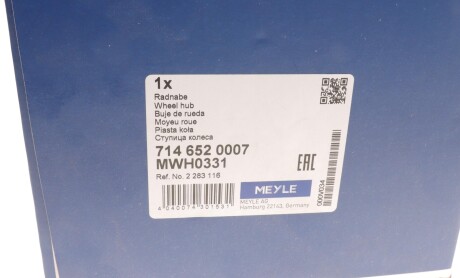 1x
Radnabe
Wheel hub
Buje de rueda
Moyeu roue
Piasta koła
Ступица колеса
714 652 0007
MWH0331
Ref. No. 2 283 116
EAC
MEYLE
MEYLE AG
Hamburg 22143, Germany